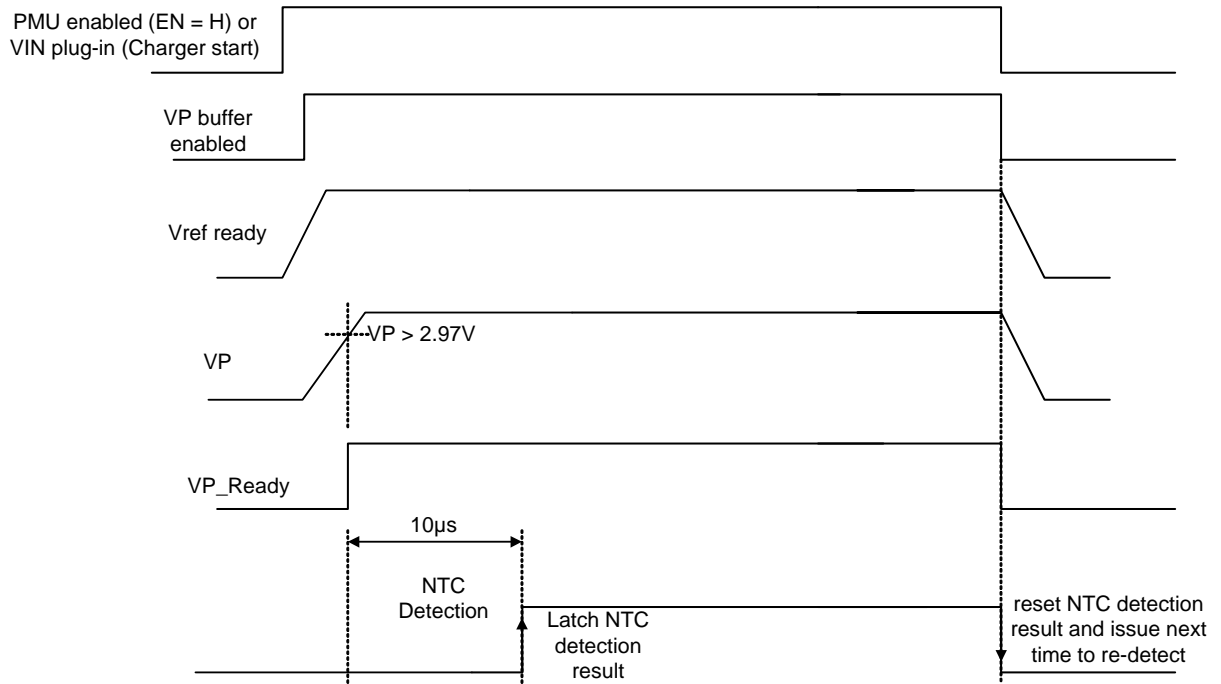 PMU enabled (EN = H) or
VIN plug-in (Charger start)
VP buffer
enabled
Vref ready
VP > 2.97V
VP
VP_Ready
10µs
NTC
Detection
Latch NTC
detection
result
reset NTC detection
result and issue next
time to re-detect